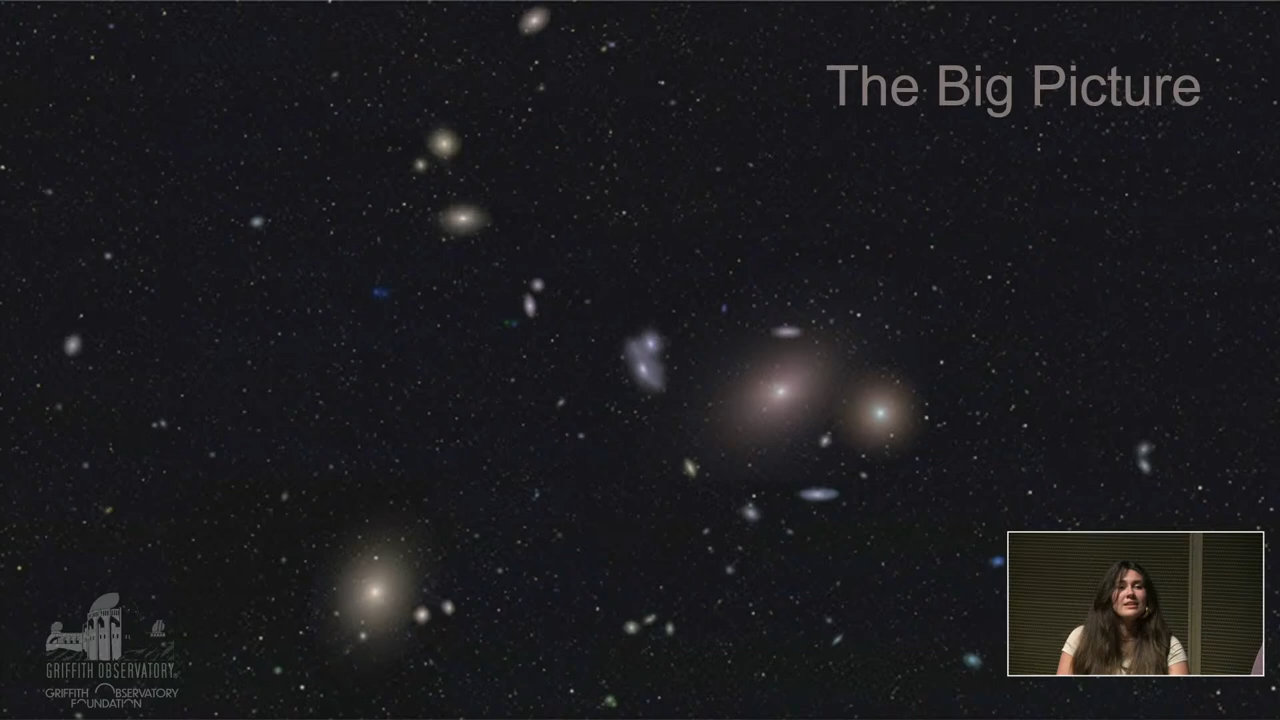 The Big Picture
GRIFFITH OBSERVATORY
GRIFFITH OBSERVATORY
FOUNDATION